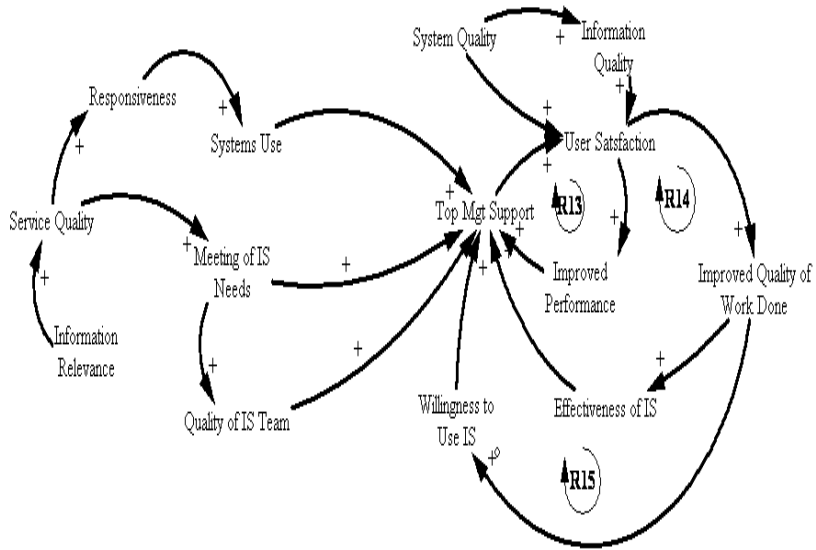 System Quality
+
Information
Quality
+
Responsiveness
+
Systems Use
+
+
User Satsfaction
+
+
Service Quality
+
+
Meeting of IS
Needs
+
Top Mgt Support
+
R13
R14
+
+
+
+
+
Improved
Performance
Improved Quality of
Work Done
+
Information
Relevance
+
+
+
Quality of IS Team
Willingness to
Use IS
Effectiveness of IS
+
R15